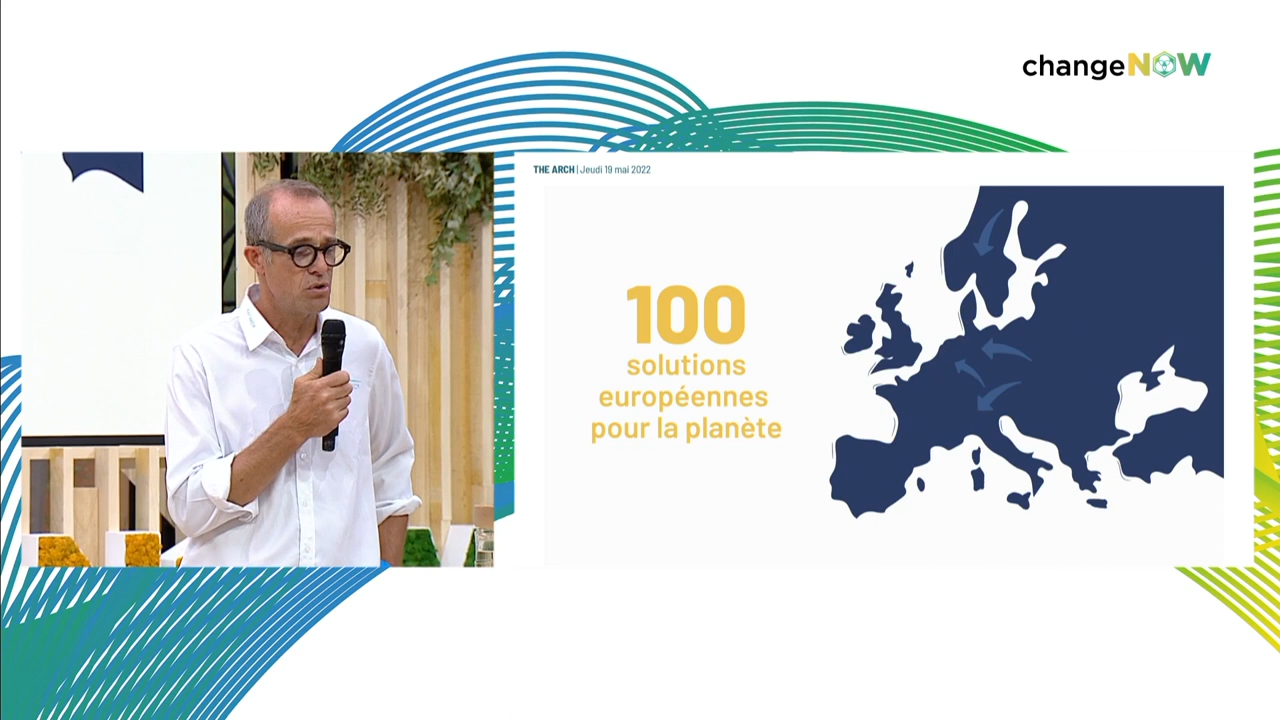 changeNOW
THE ARCH | Jeudi 19 mai 2022
100
solutions
européennes
pour la planète